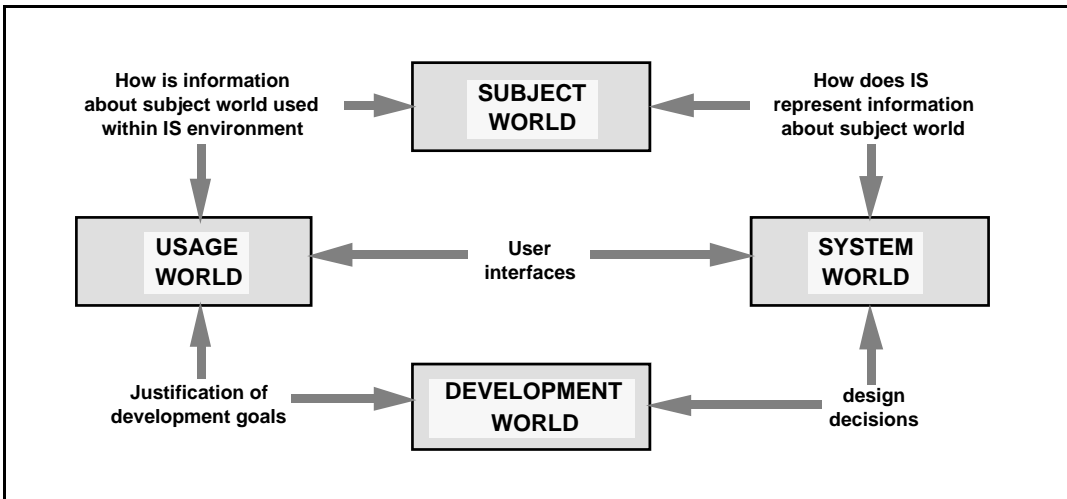 How is information
about subject world used
within IS environment
SUBJECT
WORLD
How does IS
represent information
about subject world
USAGE
WORLD
User
interfaces
SYSTEM
WORLD
Justification of
development goals
DEVELOPMENT
WORLD
design
decisions